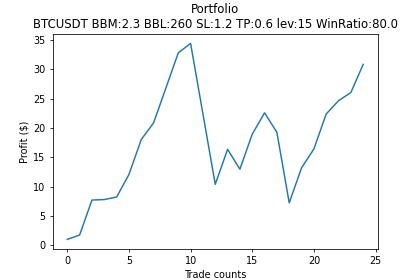 Portfolio
BTCUSDT BBM:2.3 BBL:260 SL:1.2 TP:0.6 lev:15 WinRatio:80.0
35
30
25
20
15
10
5
0
Profit ($)
0 5 10 15 20 25
Trade counts